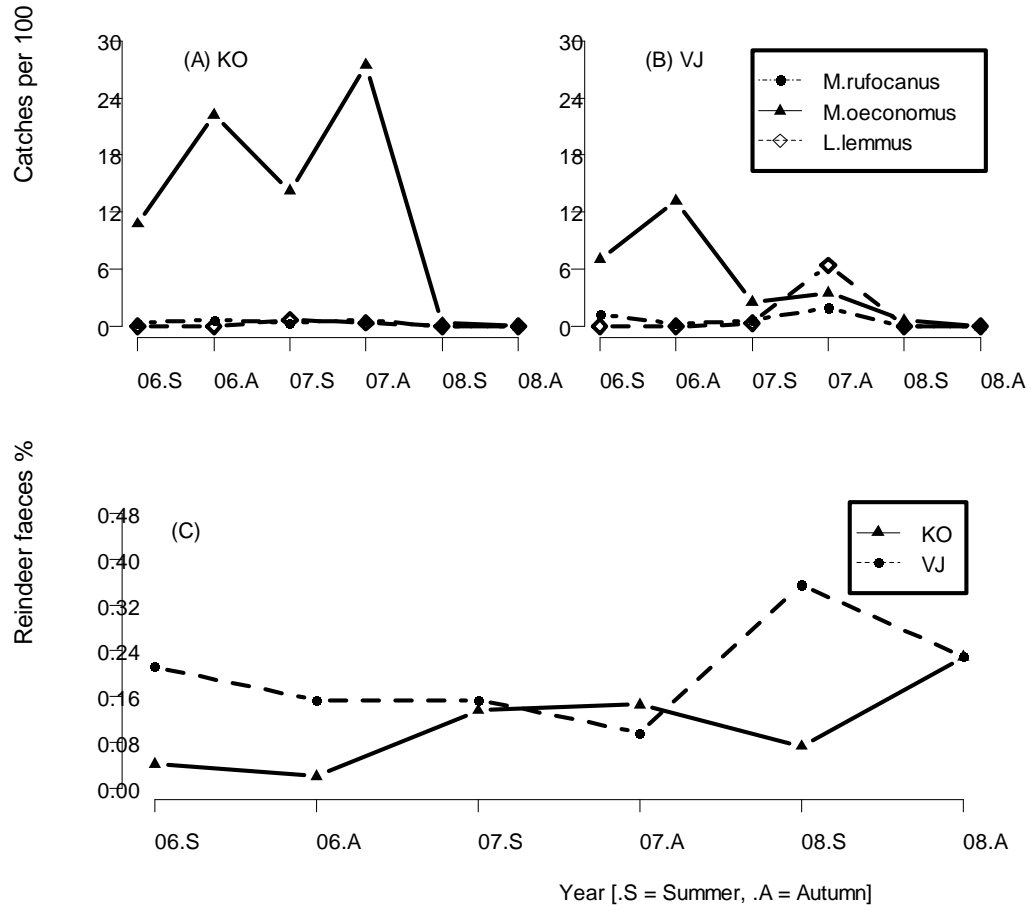 Catches per 100
(A) KO
30
24
18
12
6
0
06.S 06.A 07.S 07.A 08.S 08.A
(B) VJ
30
24
18
12
6
0
06.S 06.A 07.S 07.A 08.S 08.A
M.rufocanus
M.oeconomus
L.lemmus
Reindeer faeces %
(C)
0.48
0.40
0.32
0.24
0.16
0.08
0.00
KO
VJ
06.S 06.A 07.S 07.A 08.S 08.A
Year [.S = Summer, .A = Autumn]